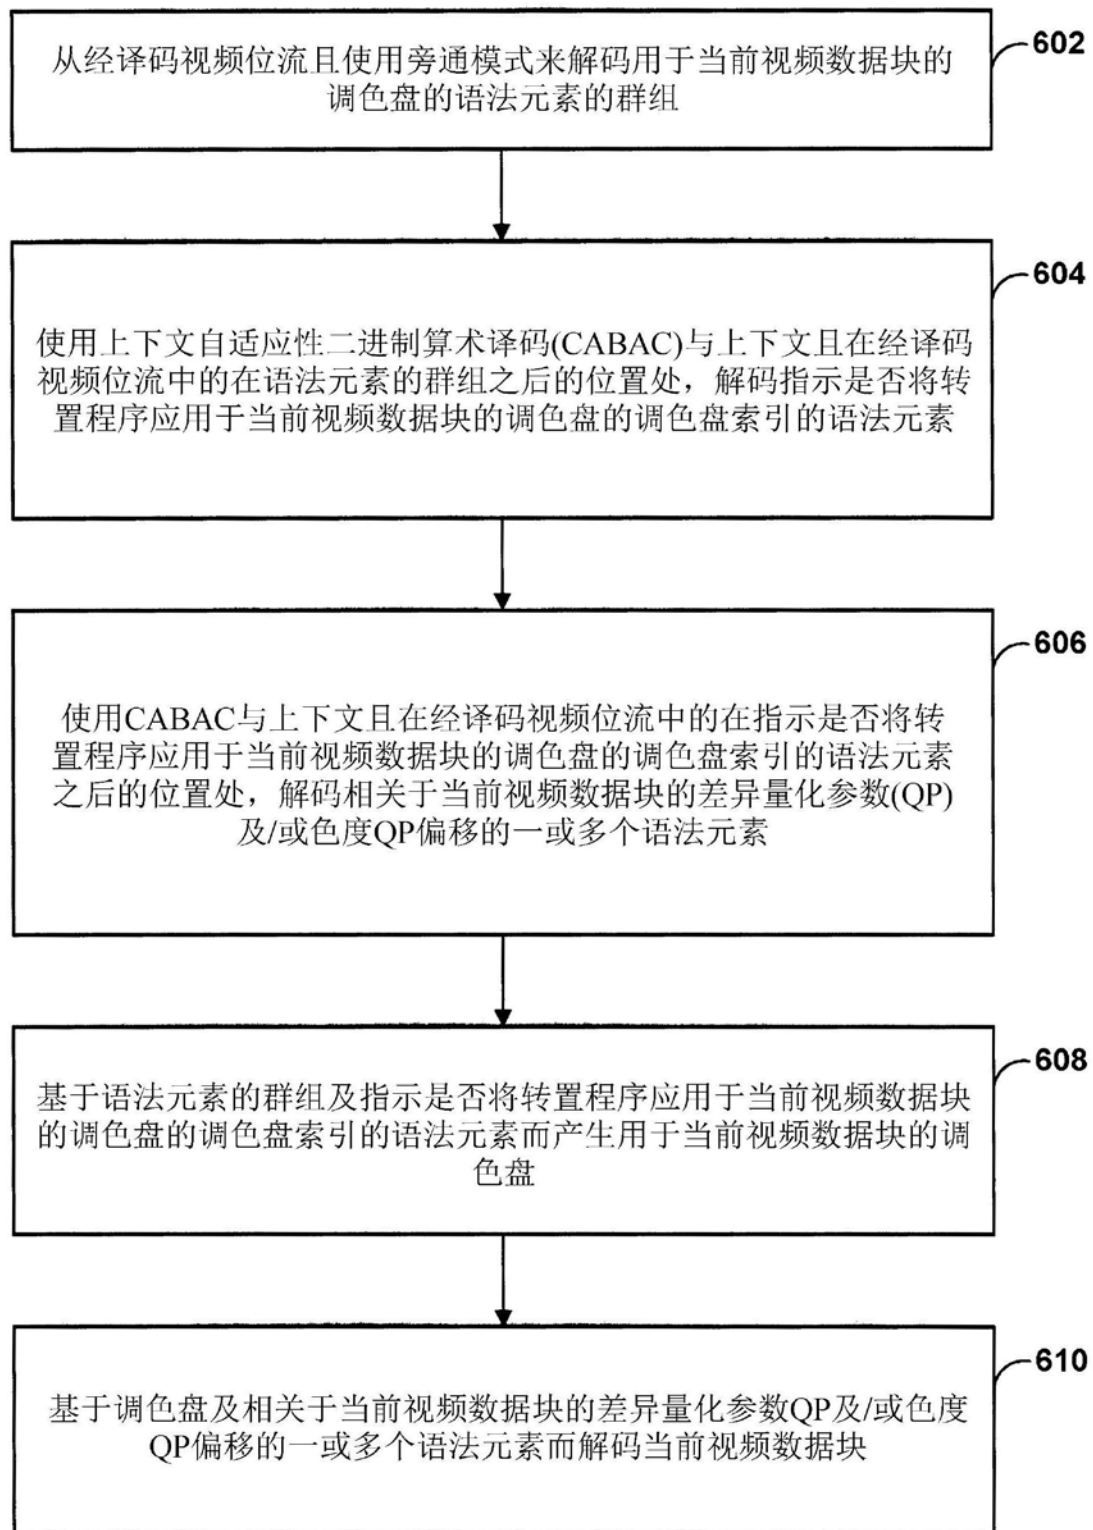 从经译码视频位流且使用旁通模式来解码用于当前视频数据块的
调色盘的语法元素的群组
602
使用上下文自适应性二进制算术译码(CABAC)与上下文且在经译码
视频位流中的在语法元素的群组之后的位置处，解码指示是否将转
置程序应用于当前视频数据块的调色盘的调色盘索引的语法元素
604
使用CABAC与上下文且在经译码视频位流中的在指示是否将转
置程序应用于当前视频数据块的调色盘的调色盘索引的语法元素
之后的位置处，解码相关于当前视频数据块的差异量化参数(QP)
及/或色度QP偏移的一或多个语法元素
606
基于语法元素的群组及指示是否将转置程序应用于当前视频数据块
的调色盘的调色盘索引的语法元素而产生用于当前视频数据块的调
色盘
608
基于调色盘及相关于当前视频数据块的差异量化参数QP及/或色度
QP偏移的一或多个语法元素而解码当前视频数据块
610